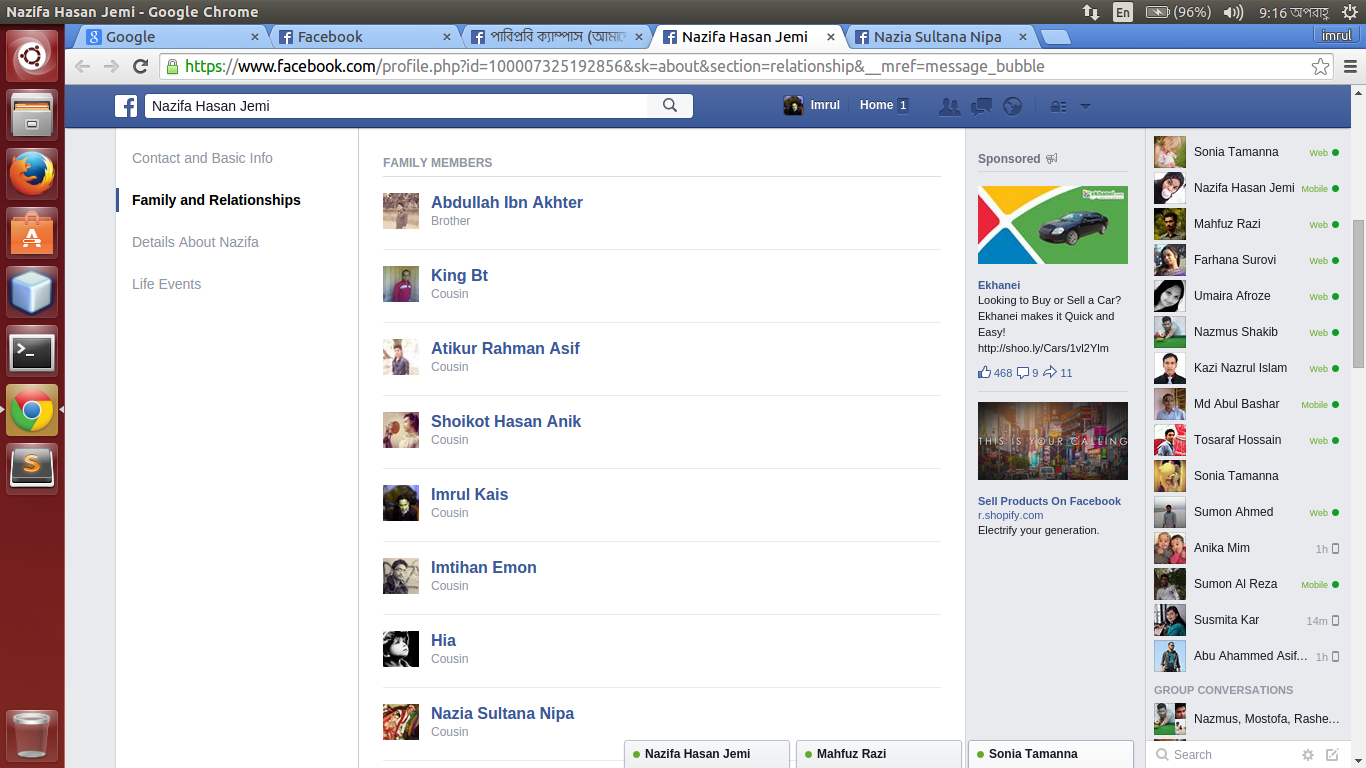 Nazifa Hasan Jemi - Google Chrome
En
(96%)
9:16 অপরাহ্ণ
Google
Facebook
পাবিপ্রবি ক্যাম্পাস (আমাদে
Nazifa Hasan Jemi
Nazia Sultana Nipa
imrul
https://www.facebook.com/profile.php?id=100007325192856&sk=about&section=relationship&__mref=message_bubble
Nazifa Hasan Jemi
Imrul
Home 1
Contact and Basic Info
Family and Relationships
Details About Nazifa
Life Events
FAMILY MEMBERS
Abdullah Ibn Akhter
Brother
King Bt
Cousin
Atikur Rahman Asif
Cousin
Shoikot Hasan Anik
Cousin
Imrul Kais
Cousin
Imtihan Emon
Cousin
Hia
Cousin
Nazia Sultana Nipa
Cousin
Sponsored
ekhanei
Ekhanei
Looking to Buy or Sell a Car?
Ekhanei makes it Quick and
Easy!
http://shoo.ly/Cars/1vl2Ylm
468 9 11
THIS IS YOUR CALLING
Sell Products On Facebook
r.shopify.com
Electrify your generation.
Sonia Tamanna Web
Nazifa Hasan Jemi Mobile
Mahfuz Razi Web
Farhana Surovi Web
Umaira Afroze Web
Nazmus Shakib Web
Kazi Nazrul Islam Web
Md Abul Bashar Mobile
Tosaraf Hossain Web
Sonia Tamanna
Sumon Ahmed Web
Anika Mim 1h
Sumon Al Reza Mobile
Susmita Kar 14m
Abu Ahammed Asif... 1h
GROUP CONVERSATIONS
Nazmus, Mostofa, Rashe...
Search
Nazifa Hasan Jemi
Mahfuz Razi
Sonia Tamanna